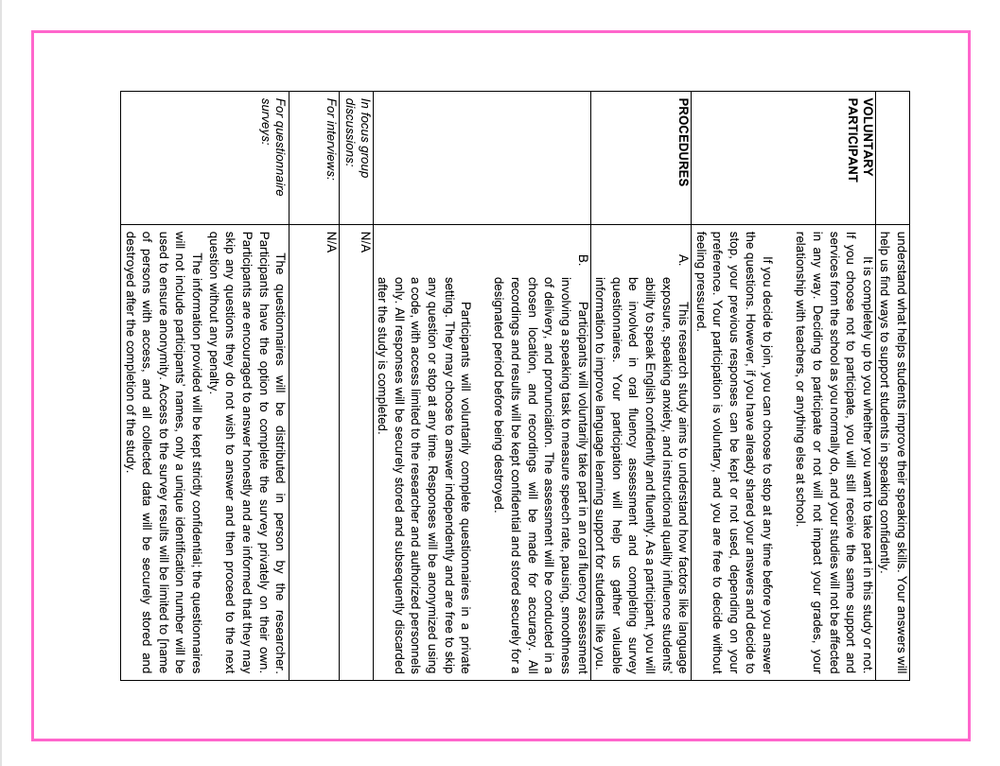 understand what helps students improve their speaking skills. Your answers will
help us find ways to support students in speaking confidently.
VOLUNTARY
PARTICIPANT
It is completely up to you whether you want to take part in this study or not.
If you choose not to participate, you will still receive the same support and
services from the school as you normally do, and your studies will not be affected
in any way. Deciding to participate or not will not impact your grades, your
relationship with teachers, or anything else at school.
If you decide to join, you can choose to stop at any time before you answer
the questions. However, if you have already shared your answers and decide to
stop, your previous responses can be kept or not used, depending on your
preference. Your participation is voluntary, and you are free to decide without
feeling pressured.
PROCEDURES
A. This research study aims to understand how factors like language
exposure, speaking anxiety, and instructional quality influence students'
ability to speak English confidently and fluently. As a participant, you will
be involved in oral fluency assessment and completing survey
questionnaires. Your participation will help us gather valuable
information to improve language learning support for students like you.
B. Participants will voluntarily take part in an oral fluency assessment
involving a speaking task to measure speech rate, pausing, smoothness
of delivery, and pronunciation. The assessment will be conducted in a
chosen location, and recordings will be made for accuracy. All
recordings and results will be kept confidential and stored securely for a
designated period before being destroyed.
Participants will voluntarily complete questionnaires in a private
setting. They may choose to answer independently and are free to skip
any question or stop at any time. Responses will be anonymized using
a code, with access limited to the researcher and authorized personnels
only. All responses will be securely stored and subsequently discarded
after the study is completed.
In focus group
discussions:
N/A
For interviews:
N/A
For questionnaire
surveys:
The questionnaires will be distributed in person by the researcher.
Participants have the option to complete the survey privately on their own.
Participants are encouraged to answer honestly and are informed that they may
skip any questions they do not wish to answer and then proceed to the next
question without any penalty.
The information provided will be kept strictly confidential; the questionnaires
will not include participants' names, only a unique identification number will be
used to ensure anonymity. Access to the survey results will be limited to [name
of persons with access, and all collected data will be securely stored and
destroyed after the completion of the study.